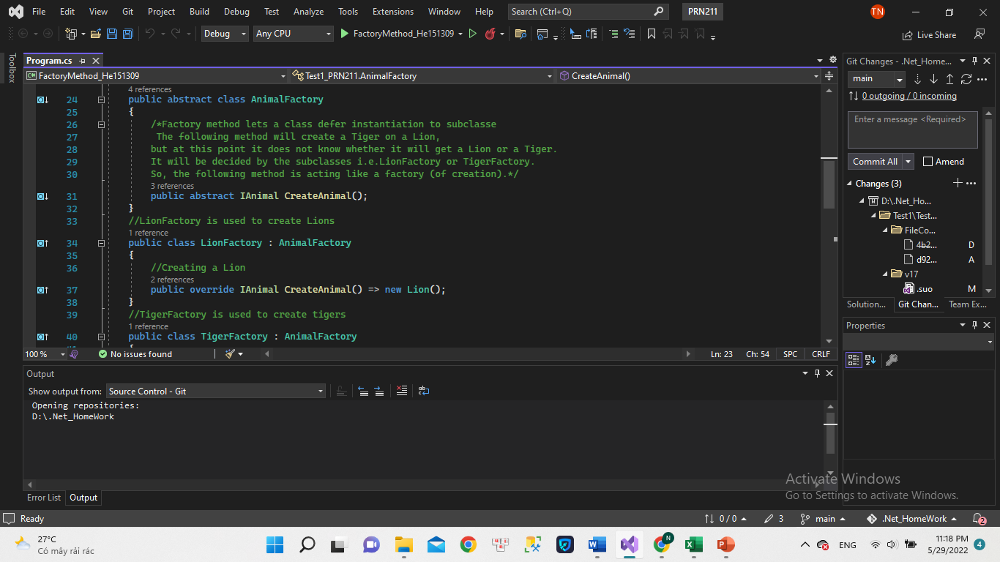 File Edit View Git Project Build Debug Test Analyze Tools Extensions Window Help Search (Ctrl+Q) PRN211 TN
Debug Any CPU FactoryMethod_He151309 Live Share
Toolbox
Program.cs
FactoryMethod_He151309 Test1_PRN211.AnimalFactory CreateAnimal()
4 references
24 public abstract class AnimalFactory
25 {
26 /*Factory method lets a class defer instantiation to subclasse
27 The following method will create a Tiger on a Lion,
28 but at this point it does not know whether it will get a Lion or a Tiger.
29 It will be decided by the subclasses i.e.LionFactory or TigerFactory.
30 So, the following method is acting like a factory (of creation).*/
3 references
31 public abstract IAnimal CreateAnimal();
32 }
33 //LionFactory is used to create Lions
1 reference
34 public class LionFactory : AnimalFactory
35 {
36 //Creating a Lion
2 references
37 public override IAnimal CreateAnimal() => new Lion();
38 }
39 //TigerFactory is used to create tigers
1 reference
40 public class TigerFactory : AnimalFactory
100 % No issues found Ln: 23 Ch: 54 SPC CRLF
Output
Show output from: Source Control - Git
Opening repositories:
D:\.Net_HomeWork
Error List Output
Git Changes - .Net_Home...
main
0 outgoing / 0 incoming
Enter a message <Required>
Commit All Amend
Changes (3)
D:\.Net_Ho...
Test1\Test...
FileCo...
4b2... D
d92... A
v17
.suo M
Solution... Git Chan... Team Ex...
Properties
Activate Windows
Go to Settings to activate Windows.
Ready 0 / 0 3 main .Net_HomeWork 2
27°C
Có mây rải rác
N
ENG
11:18 PM
5/29/2022
4